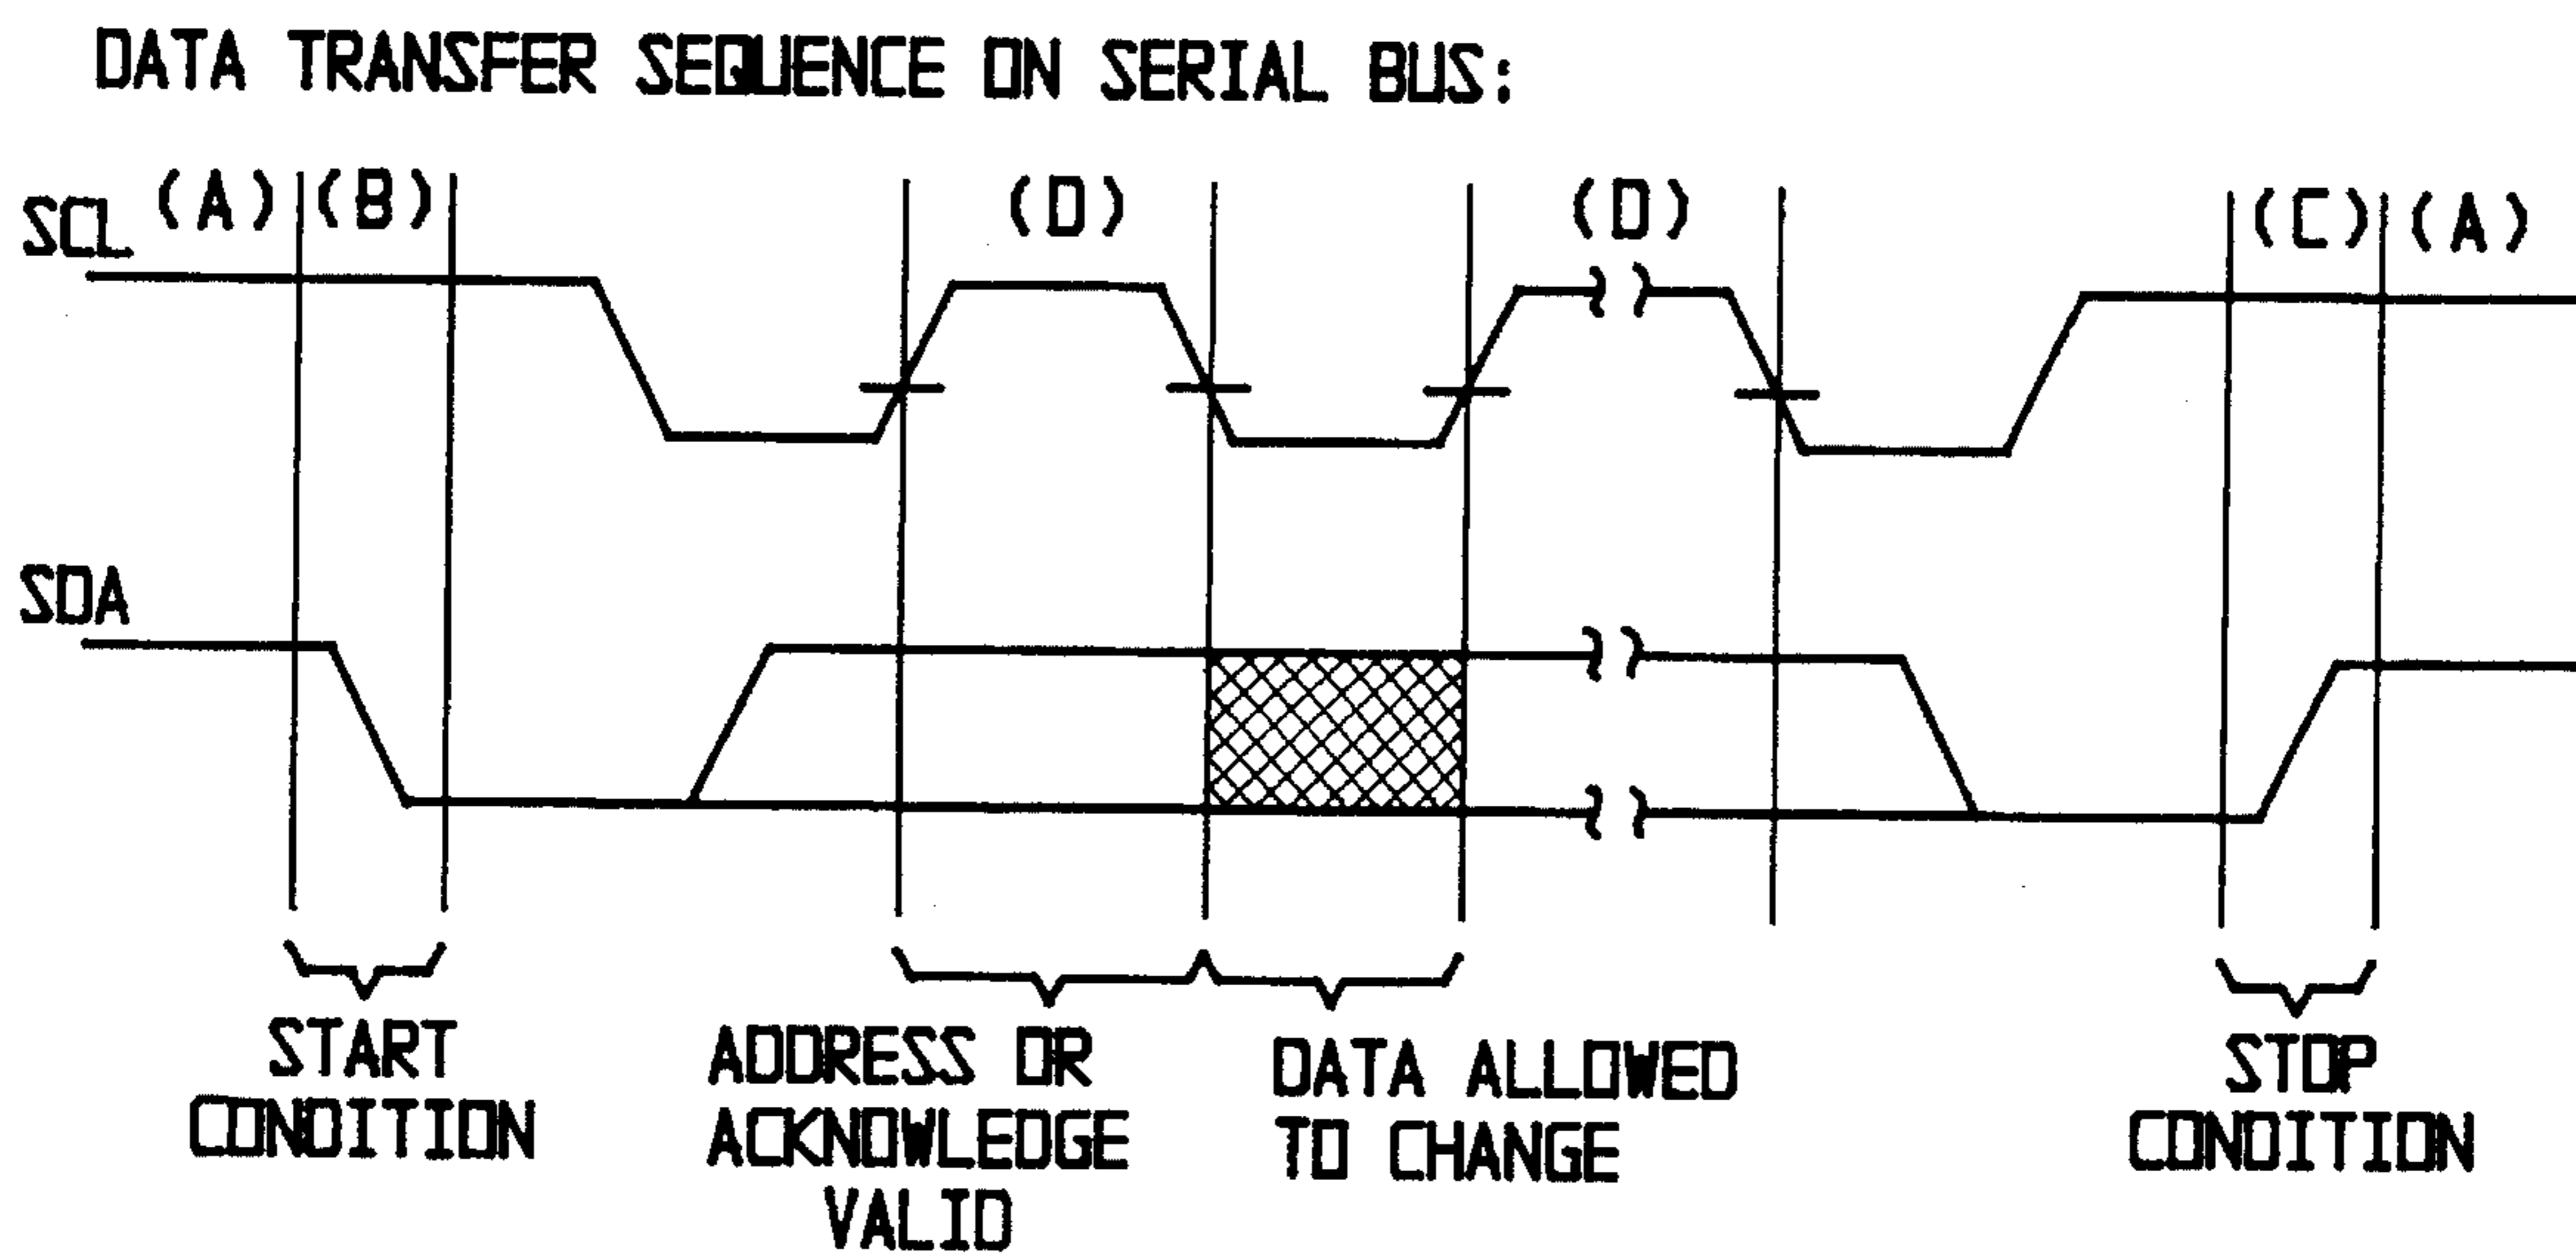 DATA TRANSFER SEQUENCE ON SERIAL BUS:
SCL (A) (B) (D) (D) (C) (A)
SDA
START
CONDITION
ADDRESS OR
ACKNOWLEDGE
VALID
DATA ALLOWED
TO CHANGE
STOP
CONDITION